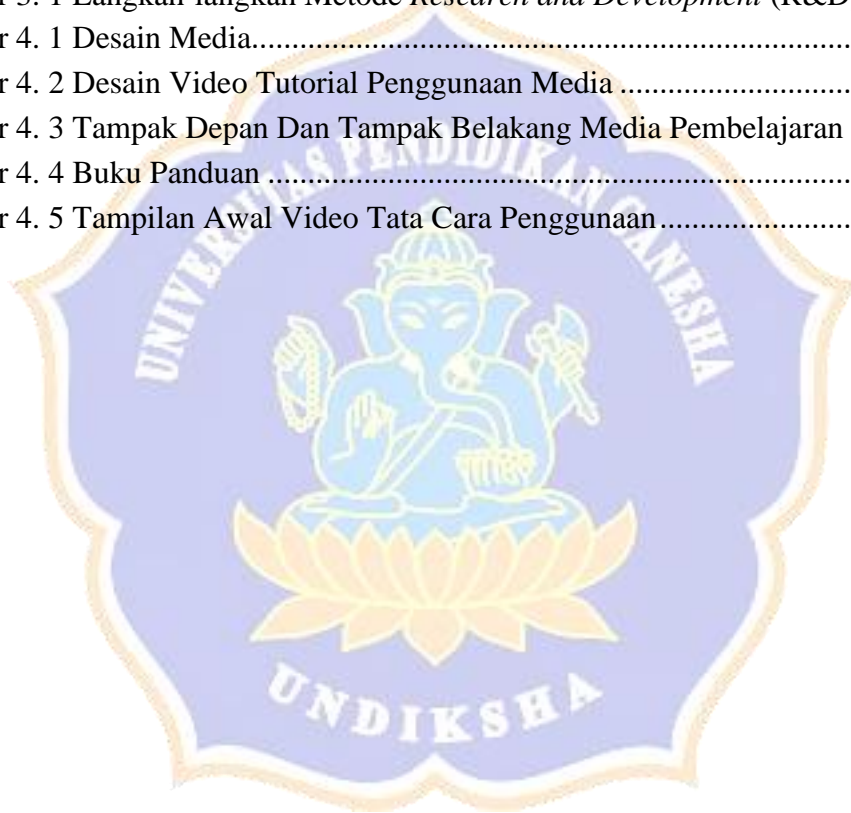 r 3. 1 Langkah-langkah Metode Research and Development (R&D
r 4. 1 Desain Media...............................................................................
r 4. 2 Desain Video Tutorial Penggunaan Media ..............................
r 4. 3 Tampak Depan Dan Tampak Belakang Media Pembelajaran
r 4. 4 Buku Panduan .............................................................................
r 4. 5 Tampilan Awal Video Tata Cara Penggunaan.........................
UNIVERSITAS PENDIDIKAN GANESHA
UNDIKSHA